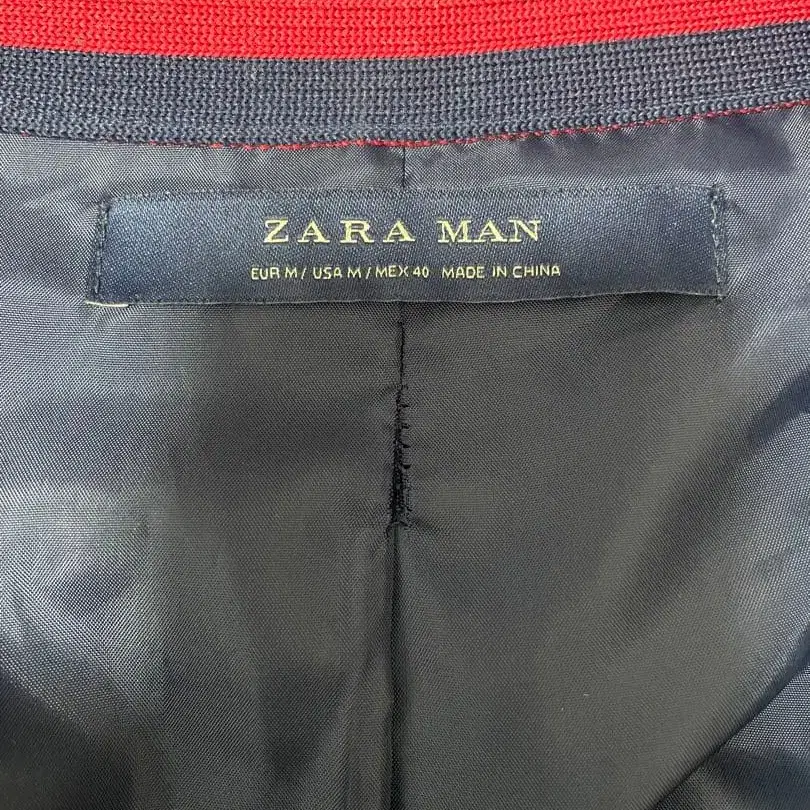 ZARA MAN
EUR M / USA M / MEX 40 MADE IN CHINA